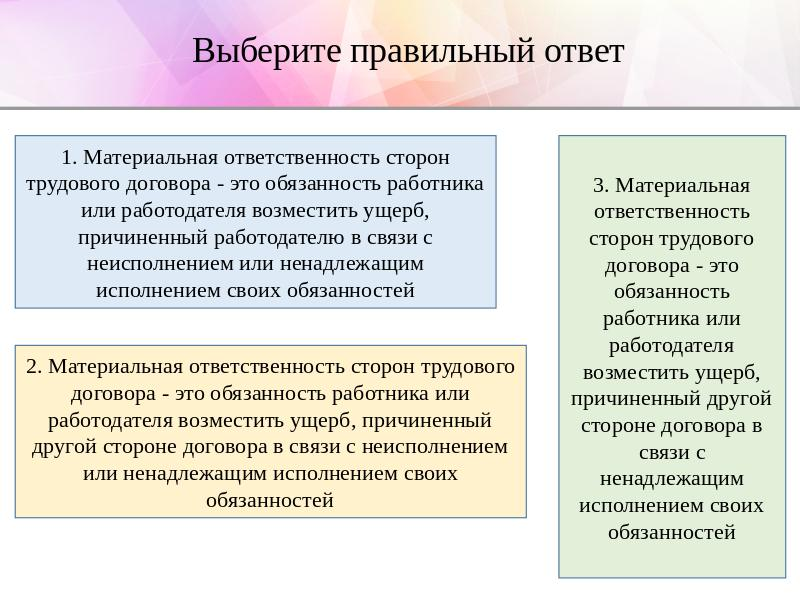 Выберите правильный ответ
1. Материальная ответственность сторон
трудового договора - это обязанность работника
или работодателя возместить ущерб,
причиненный работодателю в связи с
неисполнением или ненадлежащим
исполнением своих обязанностей
2. Материальная ответственность сторон трудового
договора - это обязанность работника или
работодателя возместить ущерб, причиненный
другой стороне договора в связи с неисполнением
или ненадлежащим исполнением своих
обязанностей
3. Материальная
ответственность
сторон трудового
договора - это
обязанность
работника или
работодателя
возместить ущерб,
причиненный другой
стороне договора в
связи с
ненадлежащим
исполнением своих
обязанностей